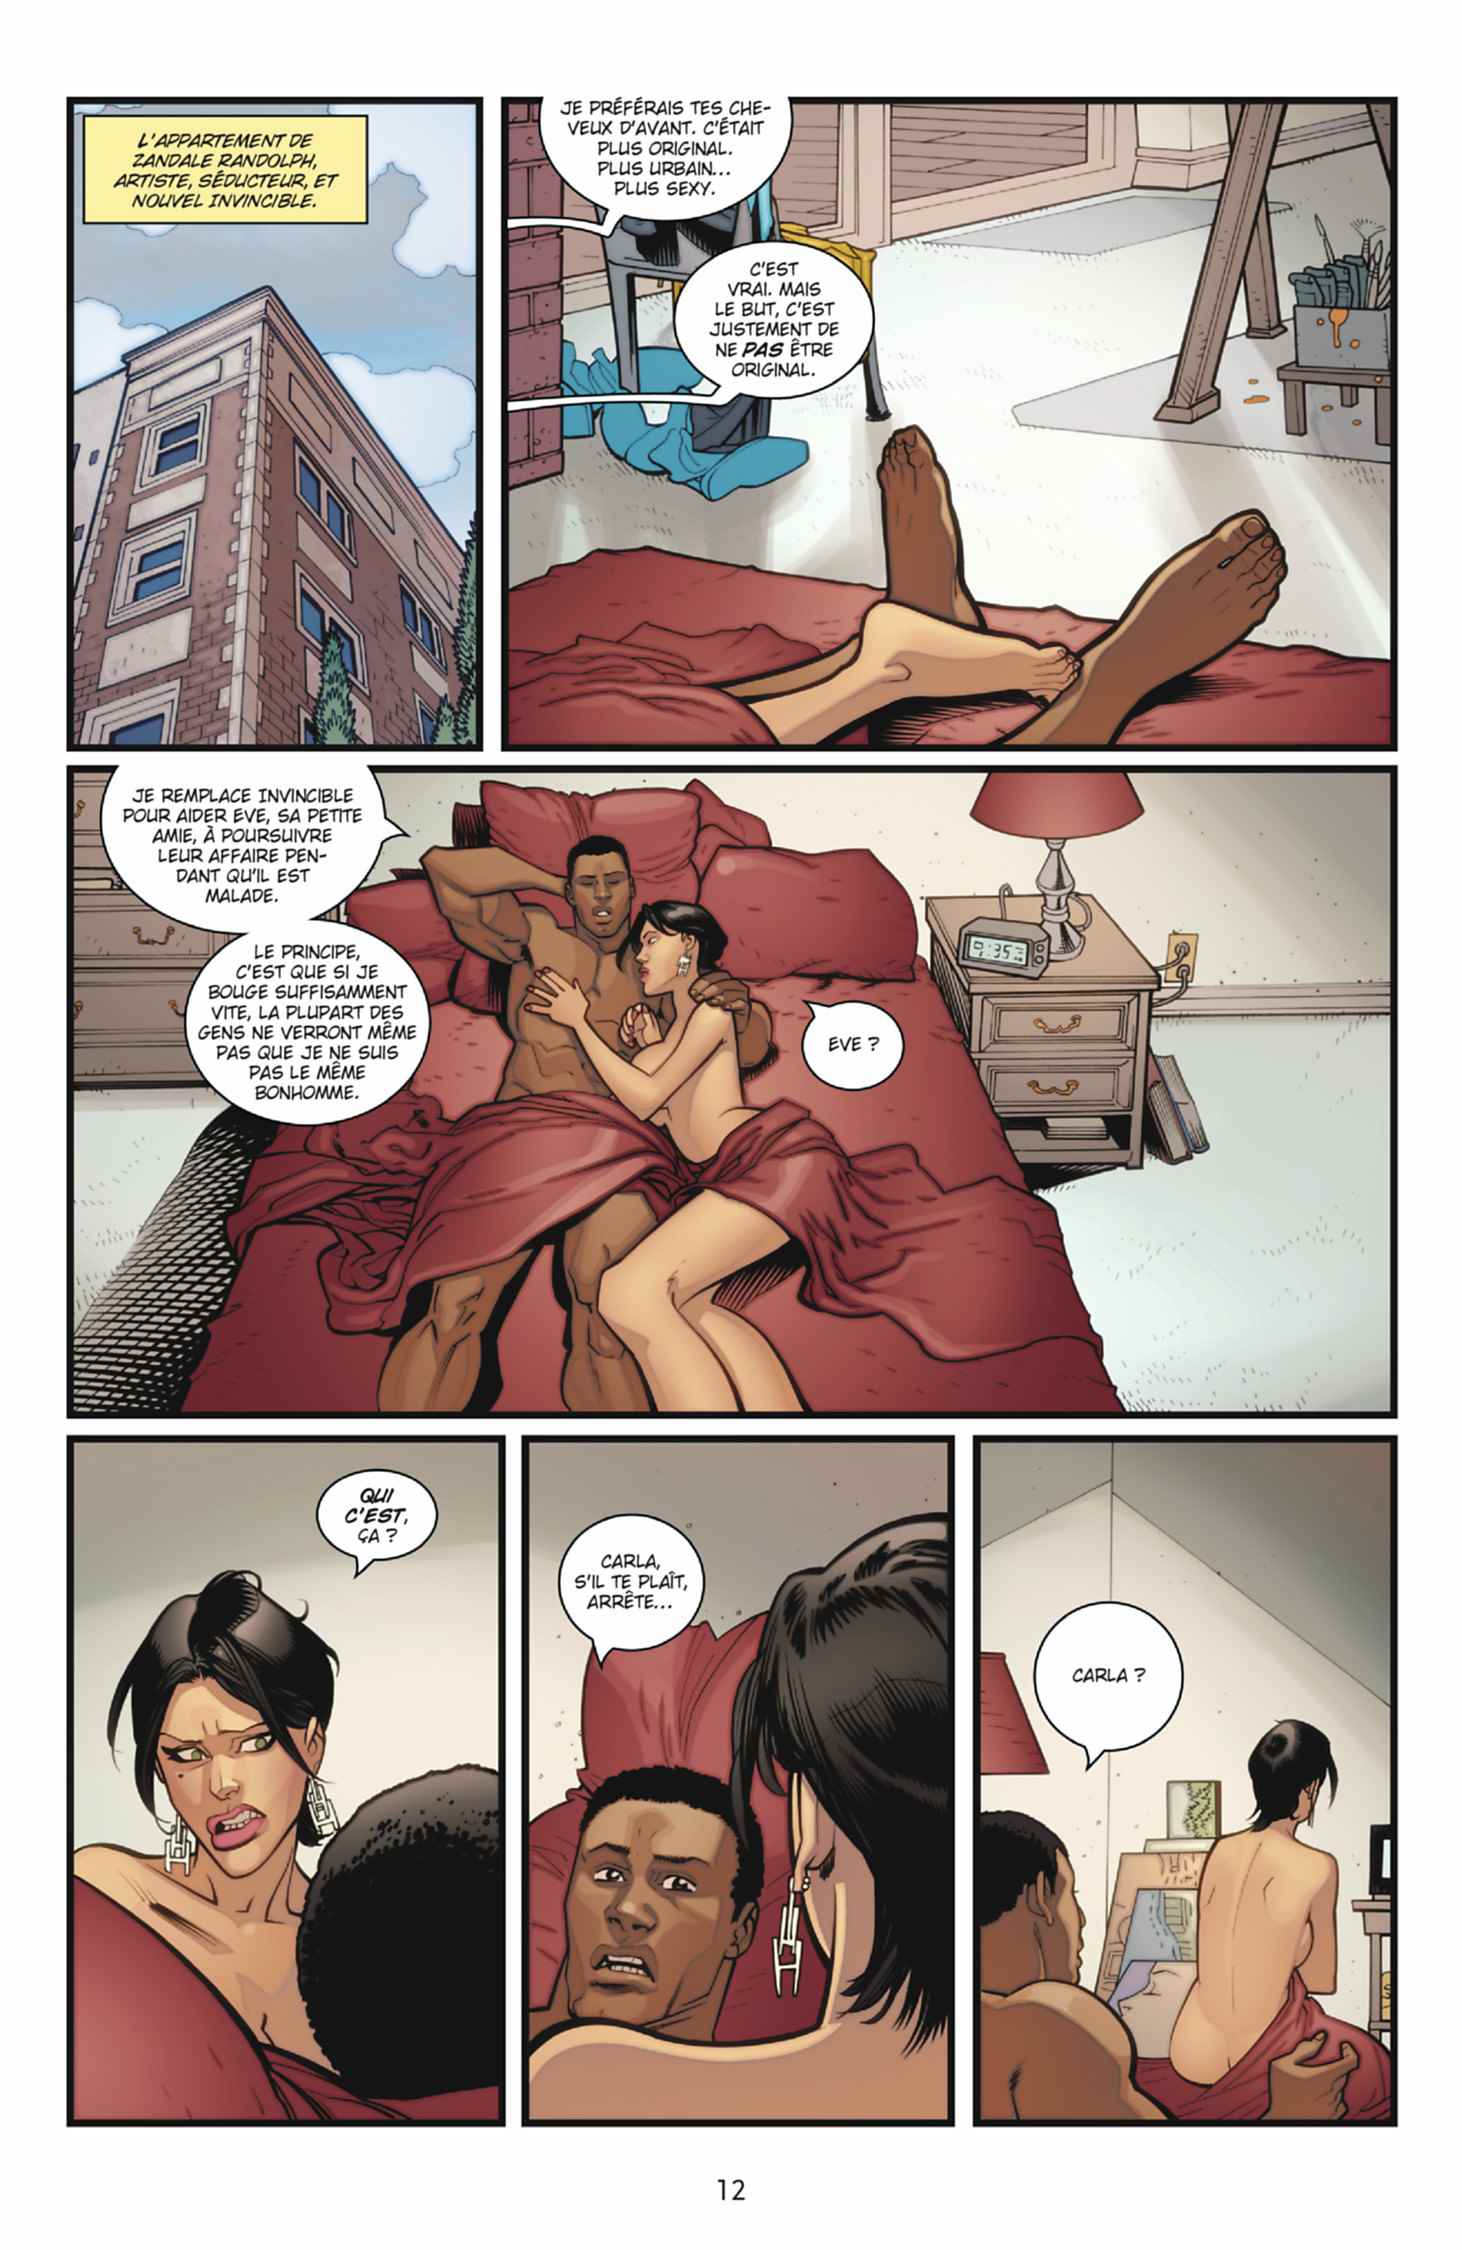 L'APPARTEMENT DE
ZANDALE RANDOLPH,
ARTISTE, SÉDUCTEUR, ET
NOUVEL INVINCIBLE.
JE PRÉFÉRAIS TES CHE-
VEUX D'AVANT. C'ÉTAIT
PLUS ORIGINAL.
PLUS URBAIN...
PLUS SEXY.
C'EST
VRAI. MAIS
LE BUT, C'EST
JUSTEMENT DE
NE PAS ÊTRE
ORIGINAL.
JE REMPLACE INVINCIBLE
POUR AIDER EVE, SA PETITE
AMIE, À POURSUIVRE
LEUR AFFAIRE PEN-
DANT QU'IL EST
MALADE.
LE PRINCIPE,
C'EST QUE SI JE
BOUGE SUFFISAMMENT
VITE, LA PLUPART DES
GENS NE VERRONT MÊME
PAS QUE JE NE SUIS
PAS LE MÊME
BONHOMME.
EVE ?
QUI
C'EST,
ÇA ?
CARLA,
S'IL TE PLAÎT,
ARRÊTE...
CARLA ?
12